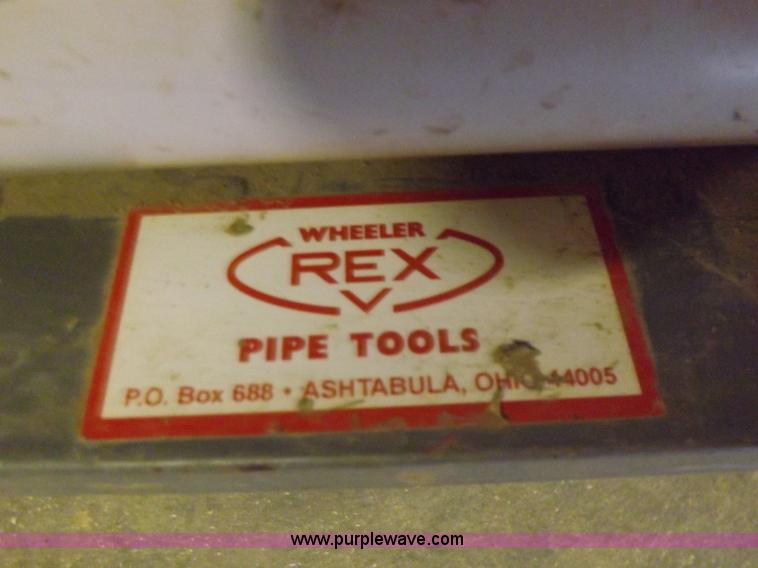 WHEELER
REX
PIPE TOOLS
P.O. Box 688 • ASHTABULA, OHIO 44005
www.purplewave.com